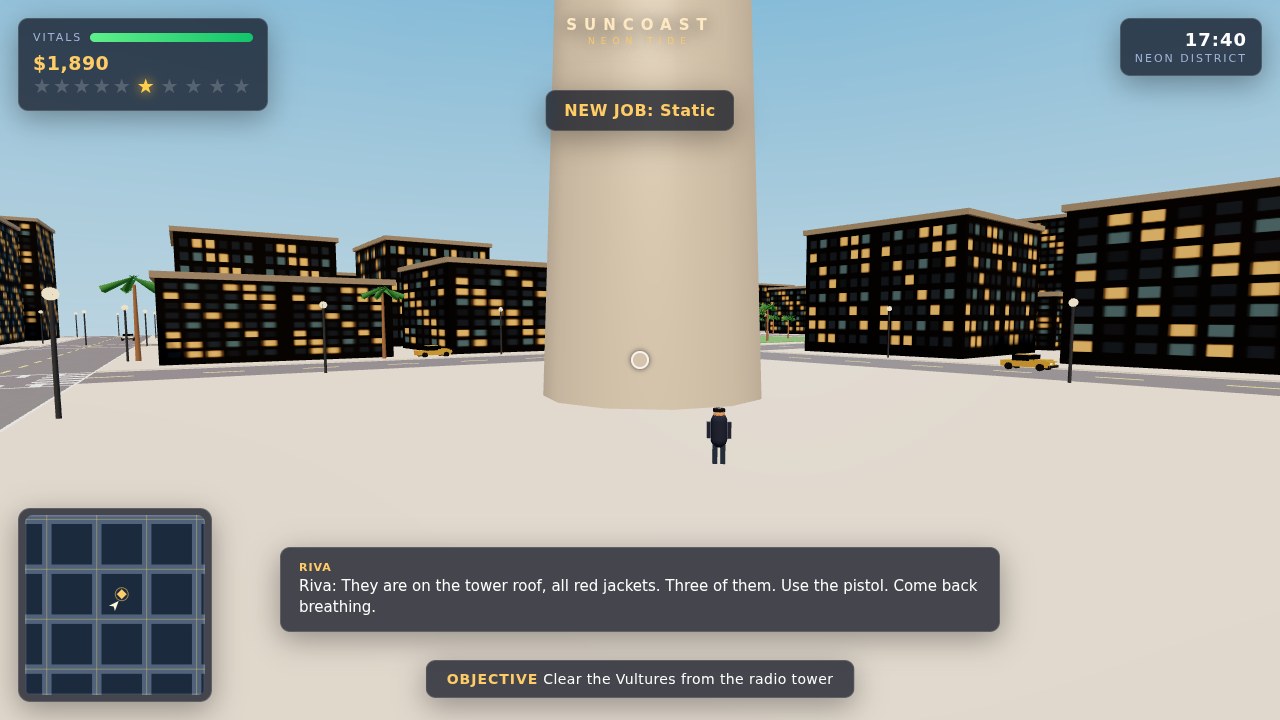 SUNCOAST
NEON TIDE
VITALS
$1,890
17:40
NEON DISTRICT
NEW JOB: Static
RIVA
Riva: They are on the tower roof, all red jackets. Three of them. Use the pistol. Come back
breathing.
OBJECTIVE Clear the Vultures from the radio tower